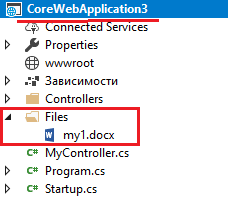 CoreWebApplication3
Connected Services
Properties
wwwroot
Зависимости
Controllers
Files
my1.docx
MyController.cs
C# Program.cs
C# Startup.cs